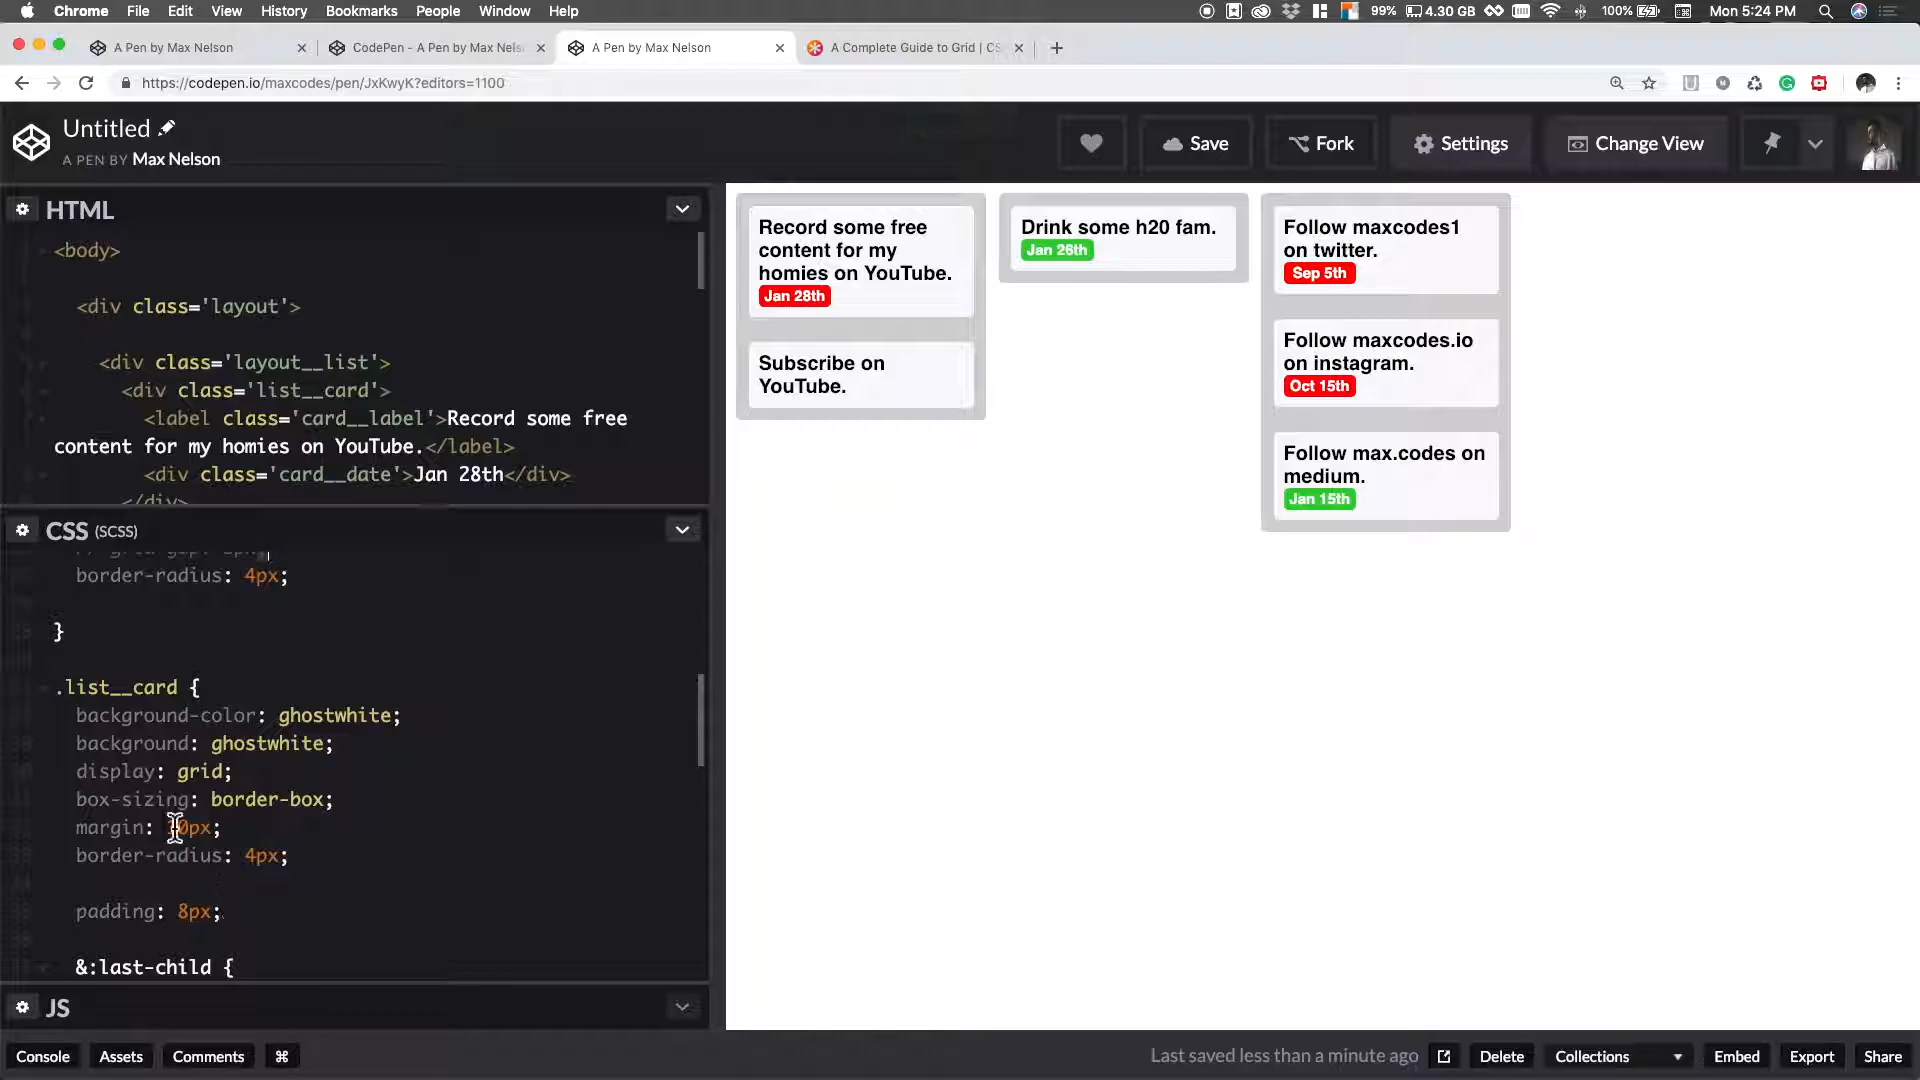 Chrome File Edit View History Bookmarks People Window Help 99% 4.30 GB 100% Mon 5:24 PM
A Pen by Max Nelson
CodePen - A Pen by Max Nels
A Pen by Max Nelson
A Complete Guide to Grid | CS
https://codepen.io/maxcodes/pen/JxKwyK?editors=1100
Untitled
A PEN BY Max Nelson
Save
Fork
Settings
Change View
HTML
<body>
<div class='layout'>
<div class='layout__list'>
<div class='list__card'>
<label class='card__label'>Record some free
content for my homies on YouTube.</label>
<div class='card__date'>Jan 28th</div>
</div>
CSS (SCSS)
border-radius: 4px;
}
.list__card {
background-color: ghostwhite;
background: ghostwhite;
display: grid;
box-sizing: border-box;
margin: 0px;
border-radius: 4px;
padding: 8px;
&:last-child {
JS
Record some free
content for my
homies on YouTube.
Jan 28th
Subscribe on
YouTube.
Drink some h20 fam.
Jan 26th
Follow maxcodes1
on twitter.
Sep 5th
Follow maxcodes.io
on instagram.
Oct 15th
Follow max.codes on
medium.
Jan 15th
Console Assets Comments ⌘ Last saved less than a minute ago Delete Collections Embed Export Share